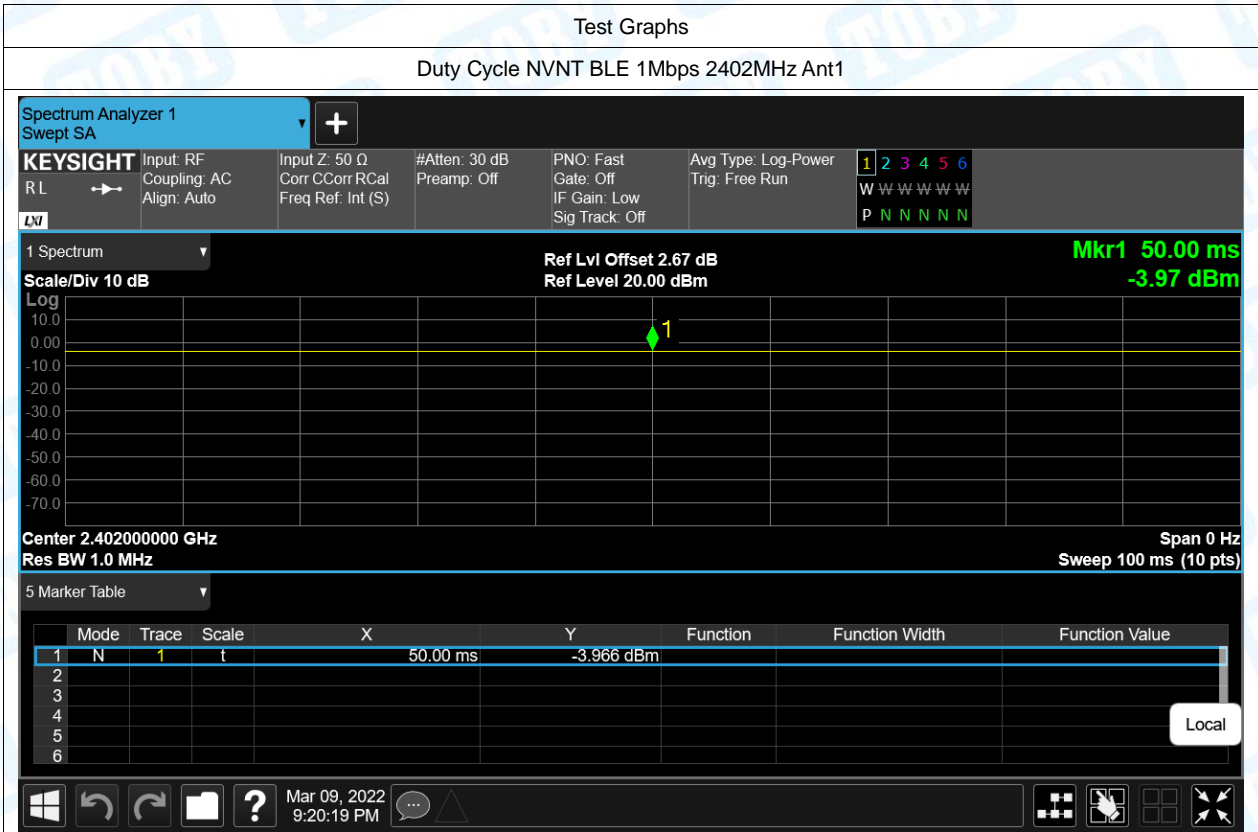 Test Graphs
Duty Cycle NVNT BLE 1Mbps 2402MHz Ant1
Spectrum Analyzer 1
Swept SA
KEYSIGHT
R L
LXI
Input: RF
Coupling: AC
Align: Auto
Input Z: 50 Ω
Corr CCorr RCal
Freq Ref: Int (S)
#Atten: 30 dB
Preamp: Off
PNO: Fast
Gate: Off
IF Gain: Low
Sig Track: Off
Avg Type: Log-Power
Trig: Free Run
1 2 3 4 5 6
W W W W W W
P N N N N N
1 Spectrum
Scale/Div 10 dB
Ref Lvl Offset 2.67 dB
Ref Level 20.00 dBm
Mkr1 50.00 ms
-3.97 dBm
Log
1
10.0
0.00
-10.0
-20.0
-30.0
-40.0
-50.0
-60.0
-70.0
Center 2.402000000 GHz
Res BW 1.0 MHz
Span 0 Hz
Sweep 100 ms (10 pts)
5 Marker Table
Mode Trace Scale X Y Function Function Width Function Value
1 N 1 t 50.00 ms -3.966 dBm
2
3
4
5
6
Local
?
Mar 09, 2022
9:20:19 PM
TOBY